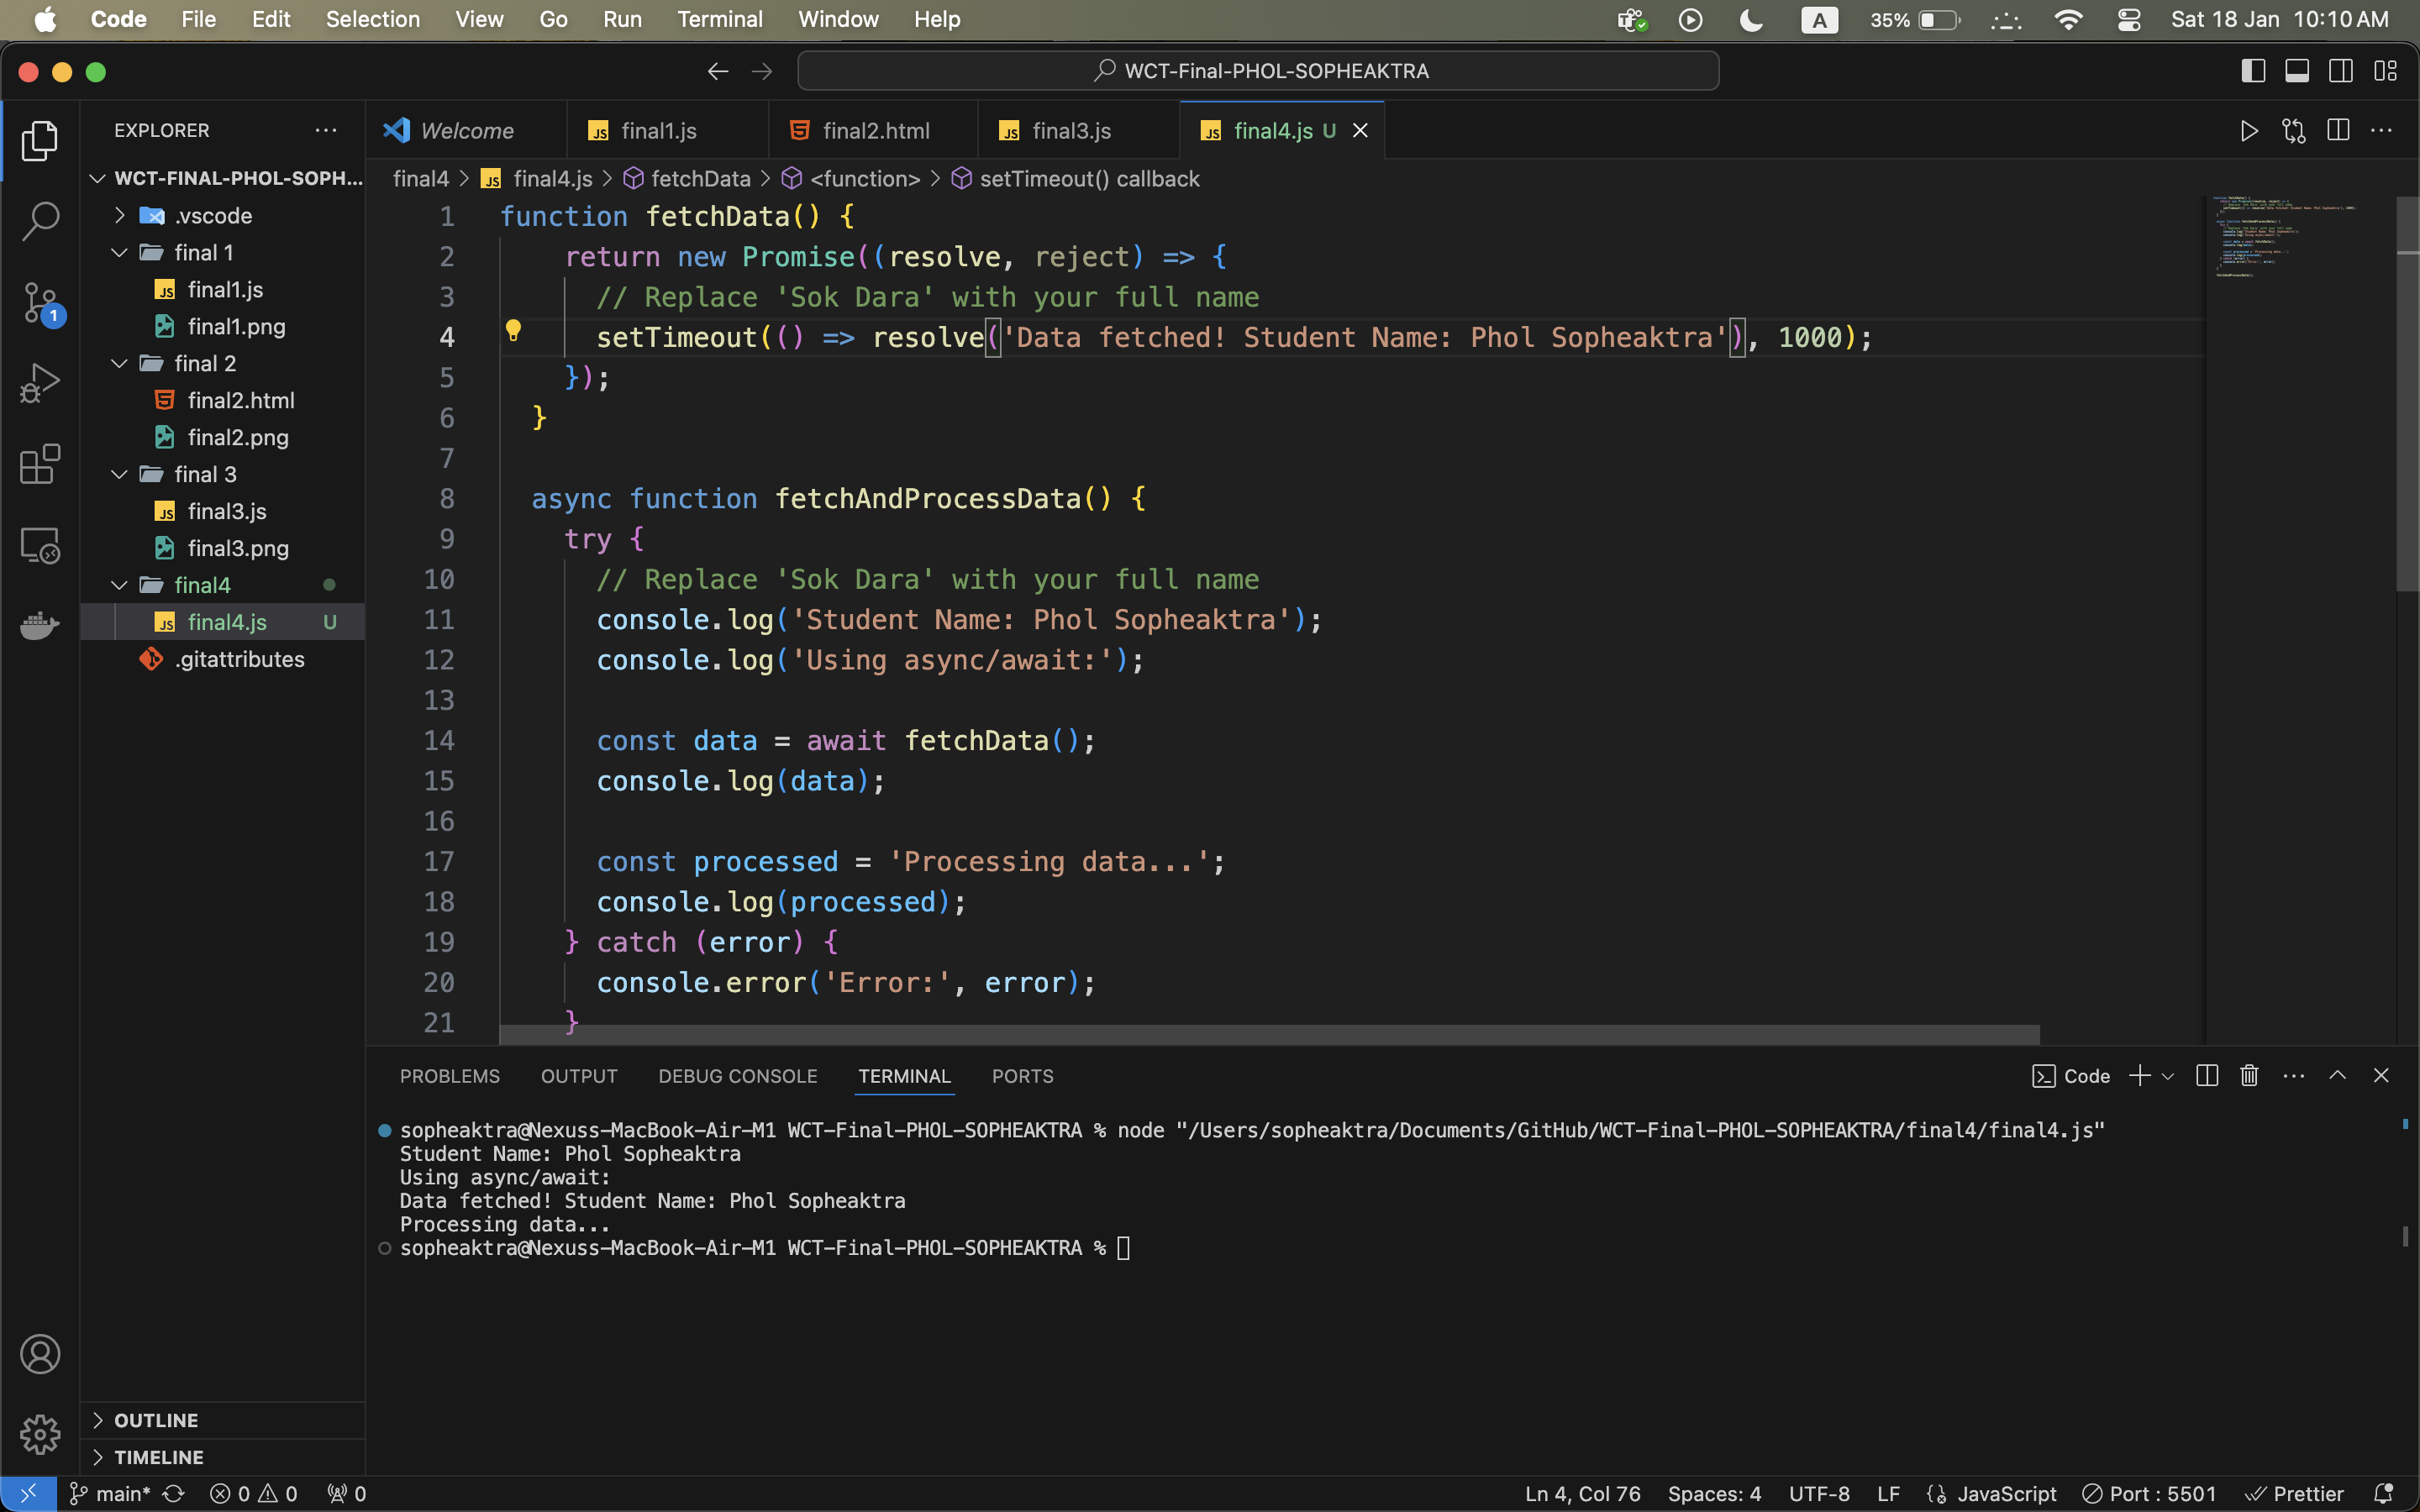 Code File Edit Selection View Go Run Terminal Window Help A 35% Sat 18 Jan 10:10 AM
WCT-Final-PHOL-SOPHEAKTRA
EXPLORER
WCT-FINAL-PHOL-SOPH...
.vscode
final 1
JS final1.js
final1.png
final 2
final2.html
final2.png
final 3
JS final3.js
final3.png
final4
JS final4.js U
.gitattributes
OUTLINE
TIMELINE
1
Welcome JS final1.js final2.html JS final3.js JS final4.js U
final4 > JS final4.js > fetchData > <function> > setTimeout() callback
1 function fetchData() {
2 return new Promise((resolve, reject) => {
3 // Replace 'Sok Dara' with your full name
4 setTimeout(() => resolve('Data fetched! Student Name: Phol Sopheaktra'), 1000);
5 });
6 }
7
8 async function fetchAndProcessData() {
9 try {
10 // Replace 'Sok Dara' with your full name
11 console.log('Student Name: Phol Sopheaktra');
12 console.log('Using async/await:');
13
14 const data = await fetchData();
15 console.log(data);
16
17 const processed = 'Processing data...';
18 console.log(processed);
19 } catch (error) {
20 console.error('Error:', error);
21 }
PROBLEMS OUTPUT DEBUG CONSOLE TERMINAL PORTS Code
sopheaktra@Nexuss-MacBook-Air-M1 WCT-Final-PHOL-SOPHEAKTRA % node "/Users/sopheaktra/Documents/GitHub/WCT-Final-PHOL-SOPHEAKTRA/final4/final4.js"
Student Name: Phol Sopheaktra
Using async/await:
Data fetched! Student Name: Phol Sopheaktra
Processing data...
sopheaktra@Nexuss-MacBook-Air-M1 WCT-Final-PHOL-SOPHEAKTRA %
main* 0 0 0 Ln 4, Col 76 Spaces: 4 UTF-8 LF JavaScript Port : 5501 Prettier